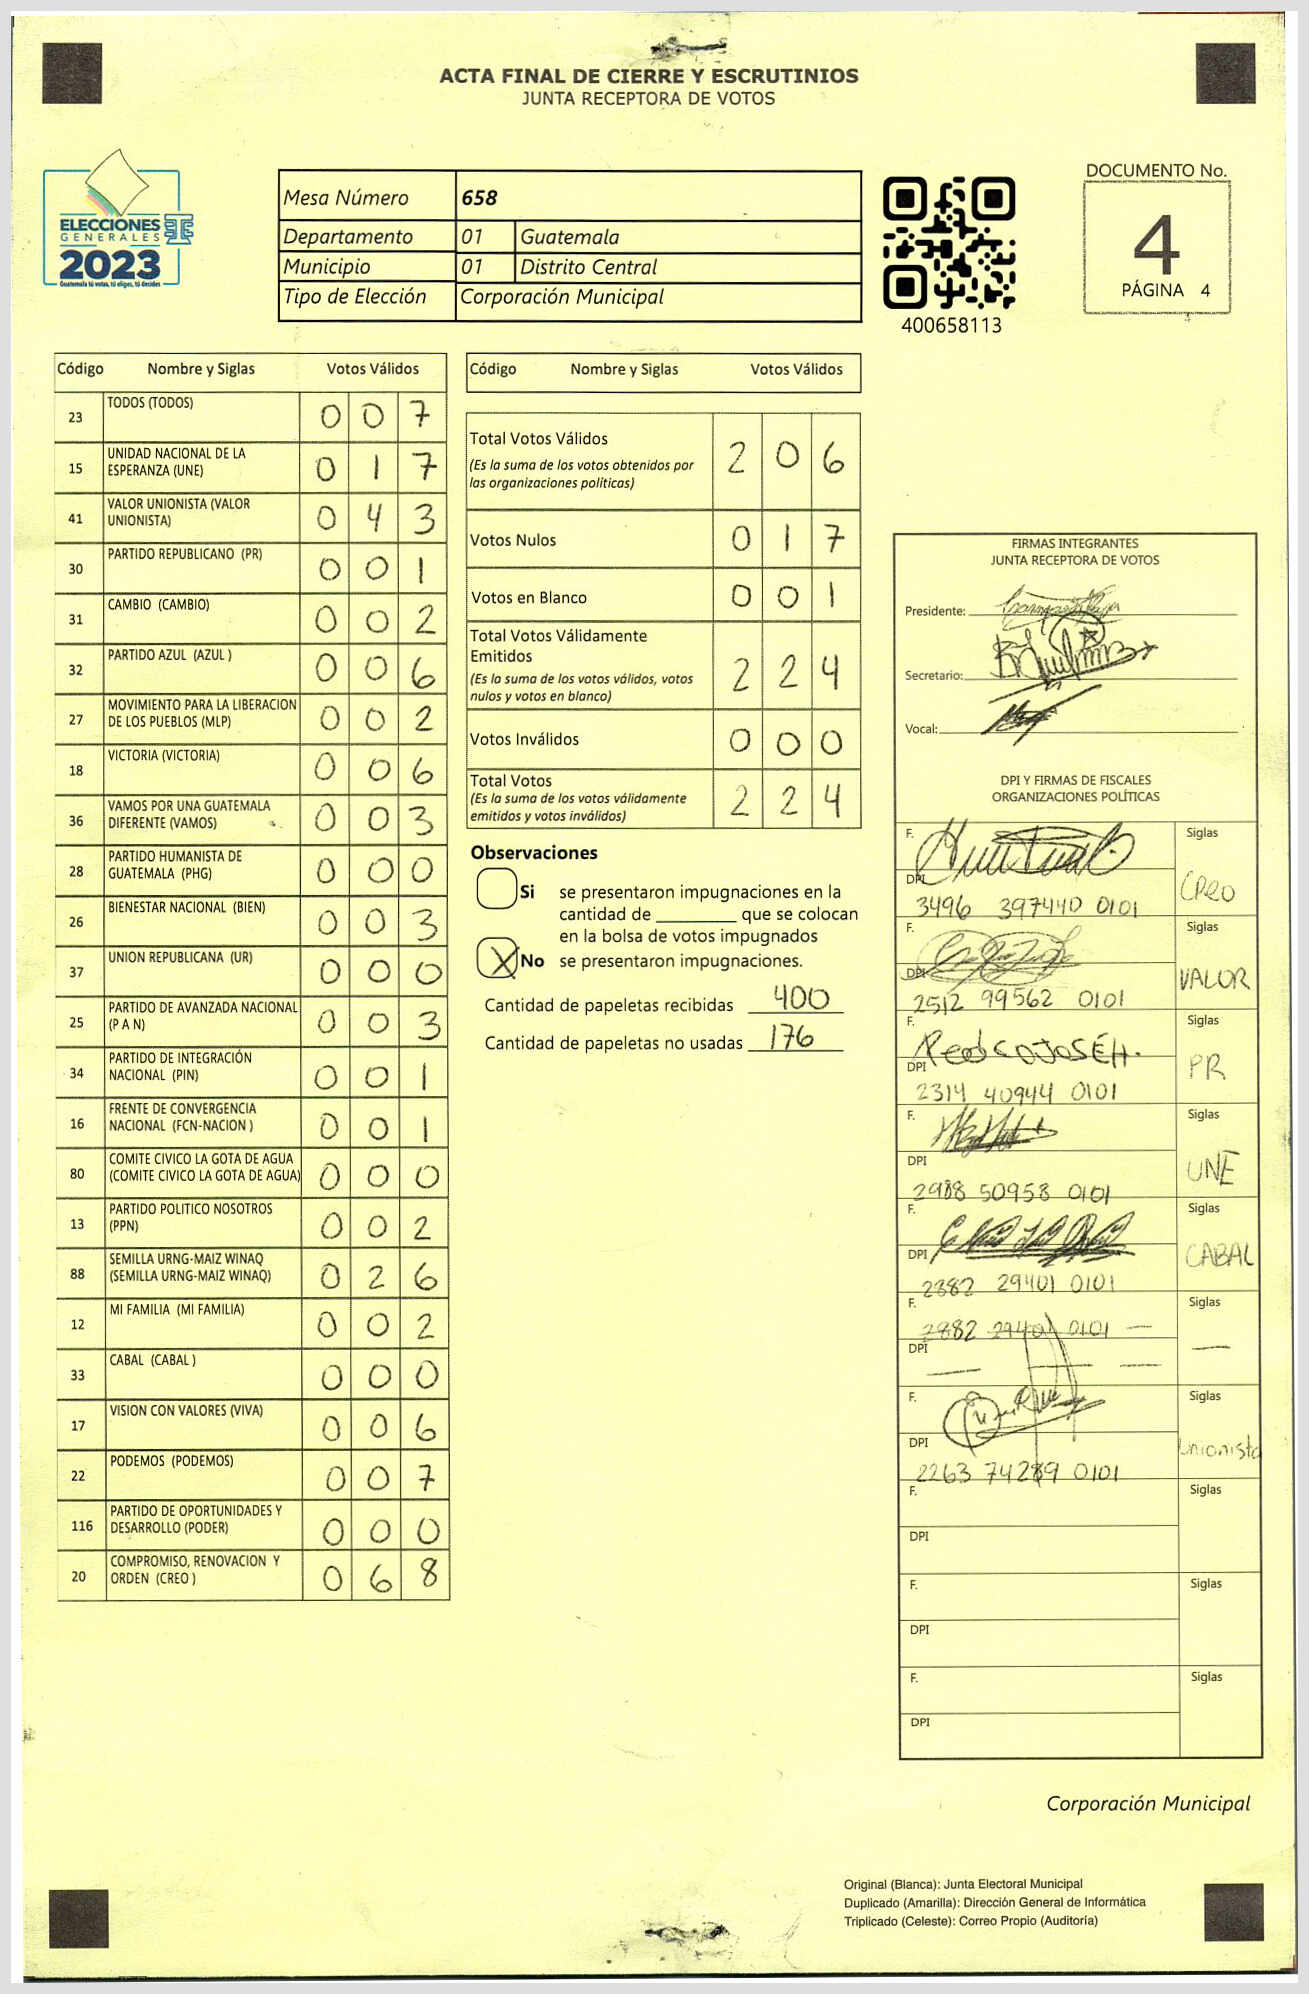 ACTA FINAL DE CIERRE Y ESCRUTINIOS
JUNTA RECEPTORA DE VOTOS
ELECCIONES
GENERALES
2023
Guatemala tú votas, tú eliges, tú decides
Mesa Número 658
Departamento 01 Guatemala
Municipio 01 Distrito Central
Tipo de Elección Corporación Municipal
400658113
DOCUMENTO No.
4
PÁGINA 4
Código Nombre y Siglas Votos Válidos
23 TODOS (TODOS) 0 0 7
15 UNIDAD NACIONAL DE LA ESPERANZA (UNE) 0 1 7
41 VALOR UNIONISTA (VALOR UNIONISTA) 0 4 3
30 PARTIDO REPUBLICANO (PR) 0 0 1
31 CAMBIO (CAMBIO) 0 0 2
32 PARTIDO AZUL (AZUL ) 0 0 6
27 MOVIMIENTO PARA LA LIBERACION DE LOS PUEBLOS (MLP) 0 0 2
18 VICTORIA (VICTORIA) 0 0 6
36 VAMOS POR UNA GUATEMALA DIFERENTE (VAMOS) 0 0 3
28 PARTIDO HUMANISTA DE GUATEMALA (PHG) 0 0 0
26 BIENESTAR NACIONAL (BIEN) 0 0 3
37 UNION REPUBLICANA (UR) 0 0 0
25 PARTIDO DE AVANZADA NACIONAL (P A N) 0 0 3
34 PARTIDO DE INTEGRACIÓN NACIONAL (PIN) 0 0 1
16 FRENTE DE CONVERGENCIA NACIONAL (FCN-NACION ) 0 0 1
80 COMITE CIVICO LA GOTA DE AGUA (COMITE CIVICO LA GOTA DE AGUA) 0 0 0
13 PARTIDO POLITICO NOSOTROS (PPN) 0 0 2
88 SEMILLA URNG-MAIZ WINAQ (SEMILLA URNG-MAIZ WINAQ) 0 2 6
12 MI FAMILIA (MI FAMILIA) 0 0 2
33 CABAL (CABAL ) 0 0 0
17 VISION CON VALORES (VIVA) 0 0 6
22 PODEMOS (PODEMOS) 0 0 7
116 PARTIDO DE OPORTUNIDADES Y DESARROLLO (PODER) 0 0 0
20 COMPROMISO, RENOVACION Y ORDEN (CREO ) 0 6 8
Código Nombre y Siglas Votos Válidos
Total Votos Válidos 2 0 6
(Es la suma de los votos obtenidos por
las organizaciones políticas)
Votos Nulos 0 1 7
Votos en Blanco 0 0 1
Total Votos Válidamente
Emitidos 2 2 4
(Es la suma de los votos válidos, votos
nulos y votos en blanco)
Votos Inválidos 0 0 0
Total Votos 2 2 4
(Es la suma de los votos válidamente
emitidos y votos inválidos)
Observaciones
Si se presentaron impugnaciones en la
cantidad de ________ que se colocan
en la bolsa de votos impugnados
X No se presentaron impugnaciones.
Cantidad de papeletas recibidas 400
Cantidad de papeletas no usadas 176
FIRMAS INTEGRANTES
JUNTA RECEPTORA DE VOTOS
Presidente:
Secretario:
Vocal:
DPI Y FIRMAS DE FISCALES
ORGANIZACIONES POLÍTICAS
F. Siglas
DPI 3496 397440 0101 CREO
F. Siglas
DPI 2512 99562 0101 VALOR
F. PEDRO JOSÉ H. Siglas
DPI 2314 40944 0101 PR
F. Siglas
DPI 2988 50958 0101 UNE
F. Siglas
DPI 2382 29401 0101 CABAL
F. 2882 29401 0101 — Siglas
DPI — — — —
F. Siglas
DPI 2263 74289 0101 Unionista
F. Siglas
DPI
F. Siglas
DPI
F. Siglas
DPI
Corporación Municipal
Original (Blanca): Junta Electoral Municipal
Duplicado (Amarilla): Dirección General de Informática
Triplicado (Celeste): Correo Propio (Auditoría)